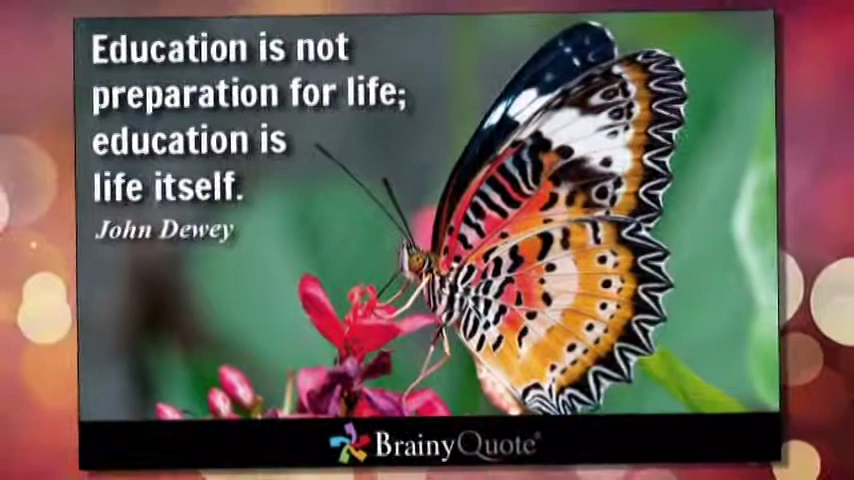 Education is not
preparation for life;
education is
life itself.
John Dewey
BrainyQuote®